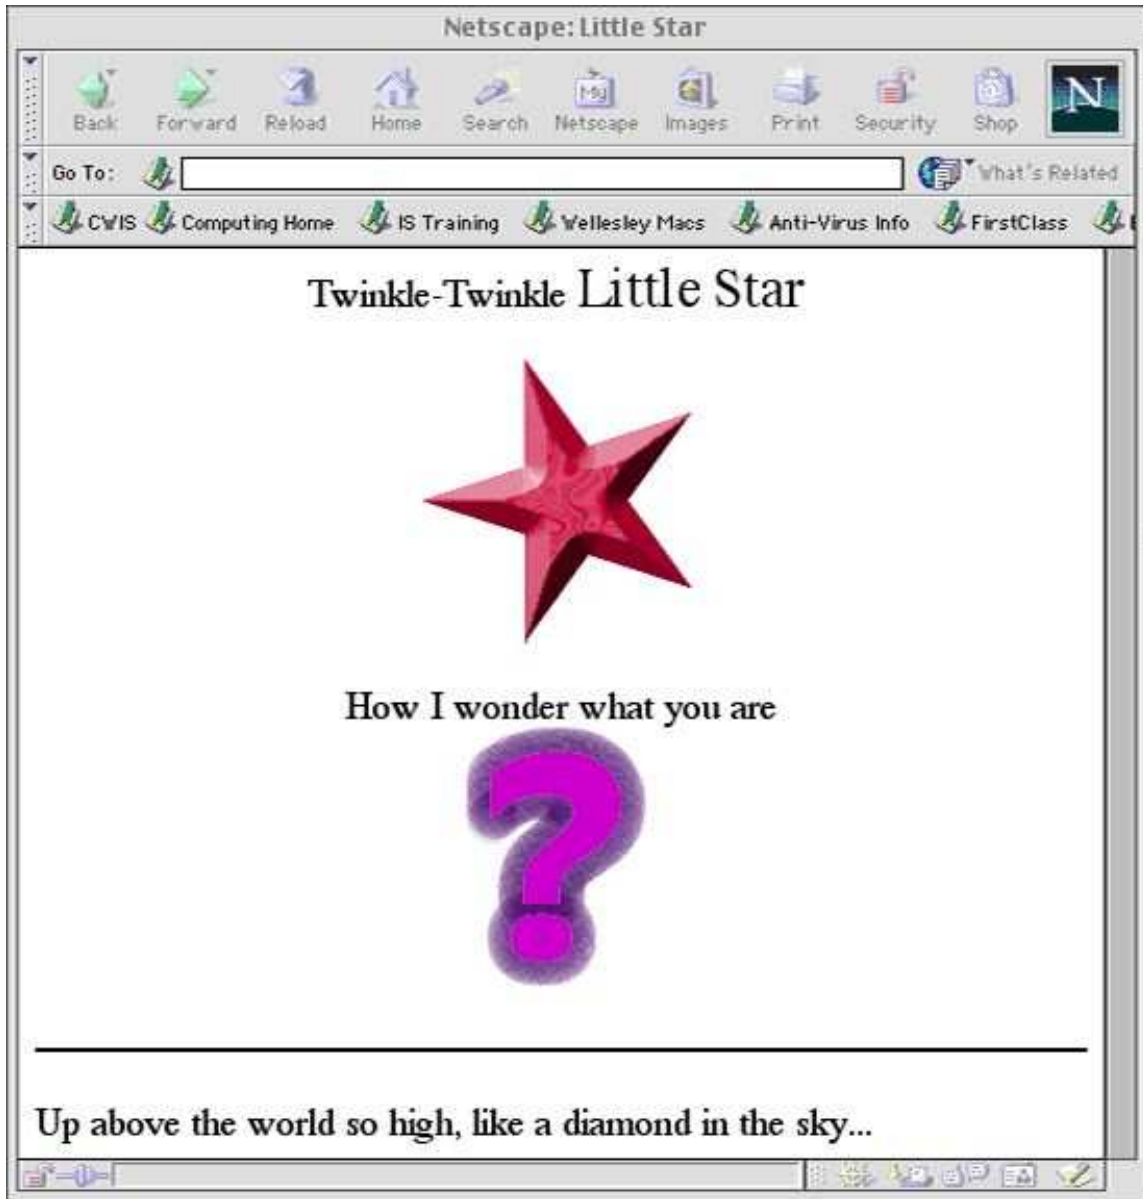 Netscape: Little Star
Back Forward Reload Home Search My Netscape Images Print Security Shop N
Go To: What's Related
CWIS Computing Home IS Training Wellesley Macs Anti-Virus Info FirstClass
Twinkle-Twinkle Little Star
How I wonder what you are
?
Up above the world so high, like a diamond in the sky...